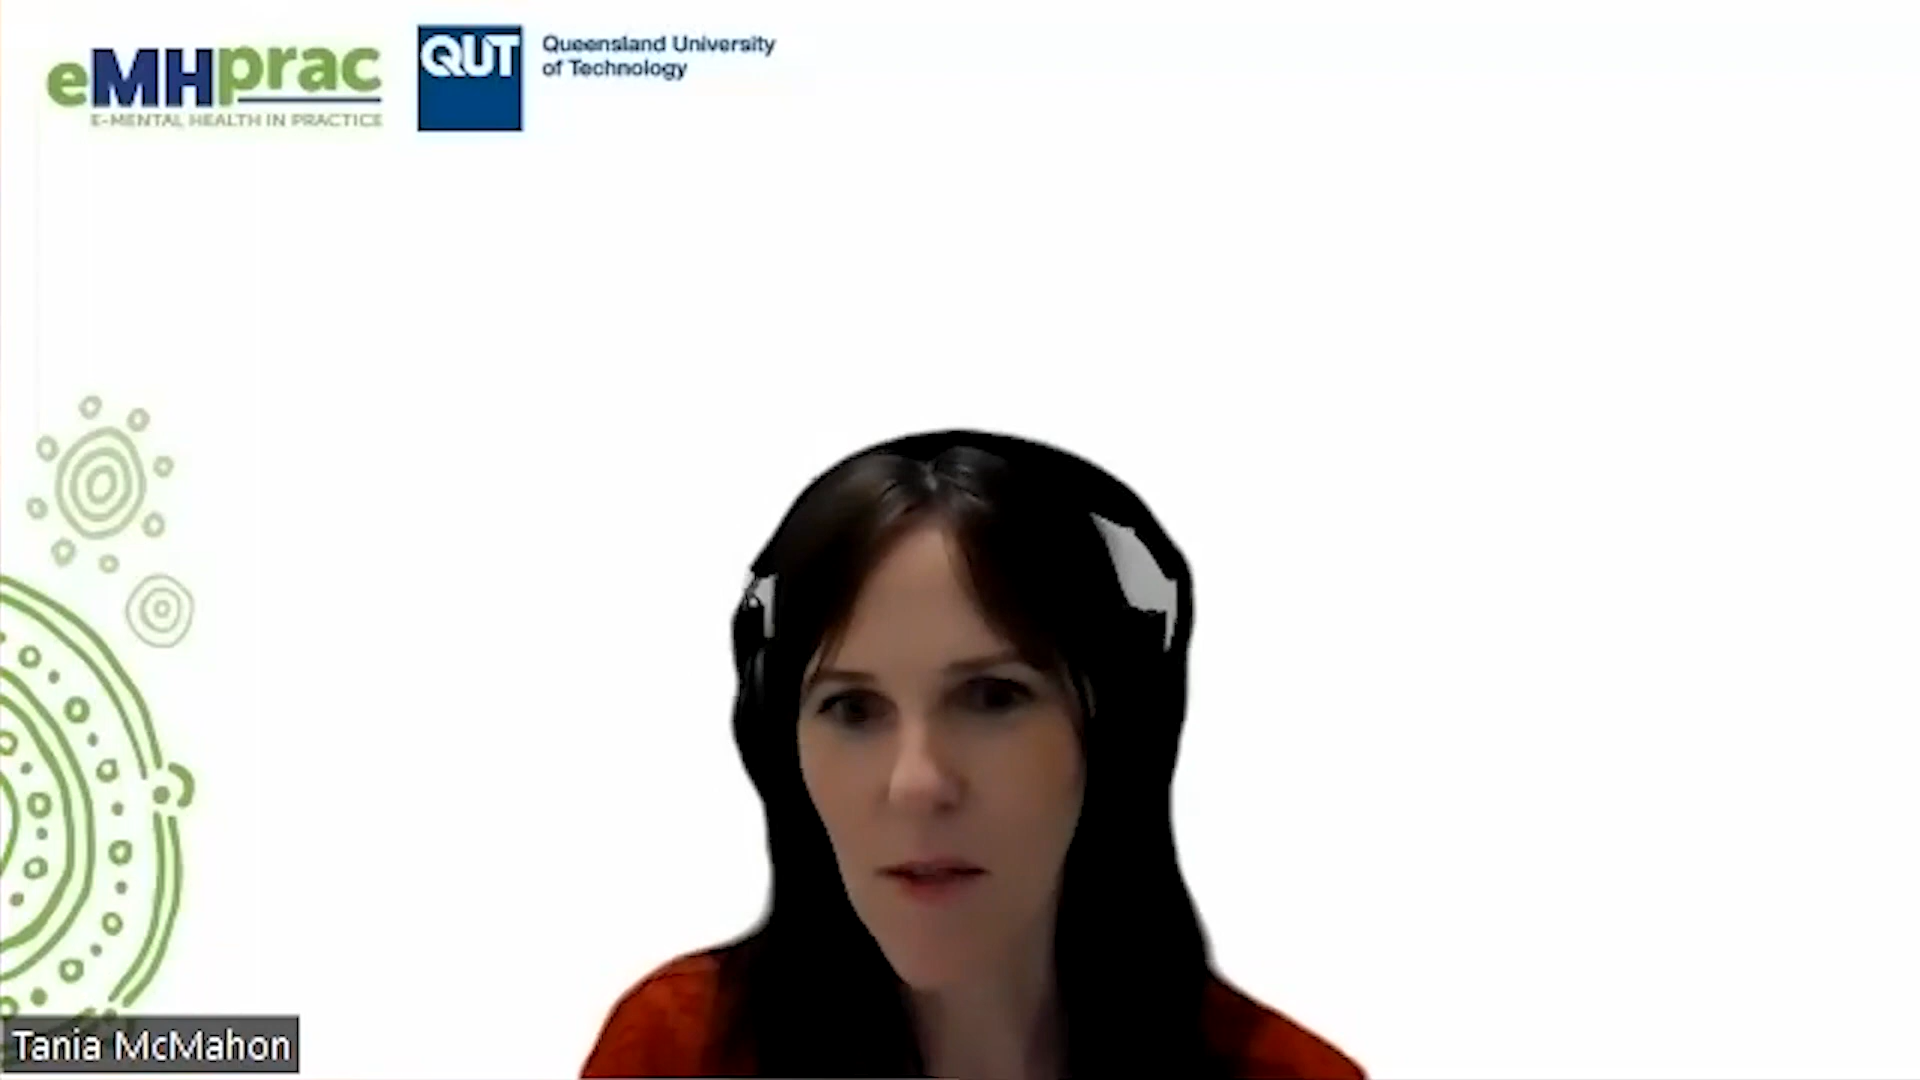 eMHprac
E-MENTAL HEALTH IN PRACTICE
QUT
Queensland University
of Technology
Tania McMahon